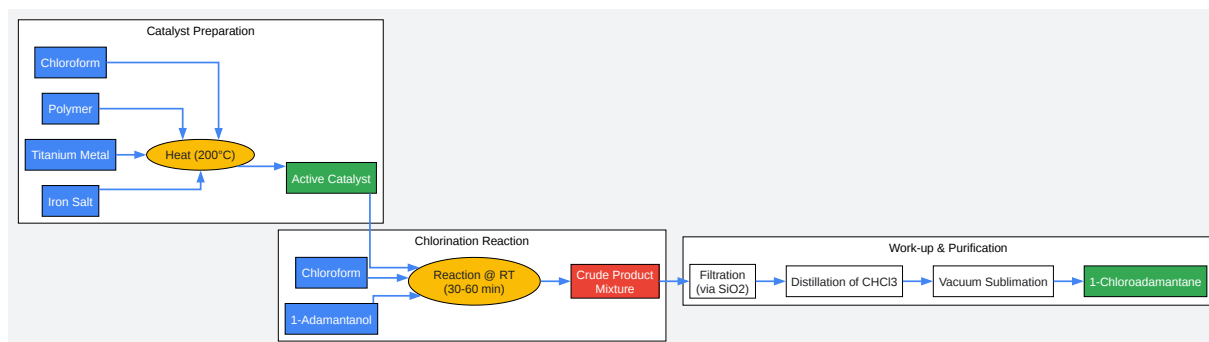 Catalyst Preparation
Chloroform
Polymer
Titanium Metal
Heat (200°C)
Iron Salt
Active Catalyst
Chlorination Reaction
Chloroform
1-Adamantanol
Reaction @ RT
(30-60 min)
Crude Product
Mixture
Work-up & Purification
Filtration
(via SiO2)
Distillation of CHCl3
Vacuum Sublimation
1-Chloroadamantane